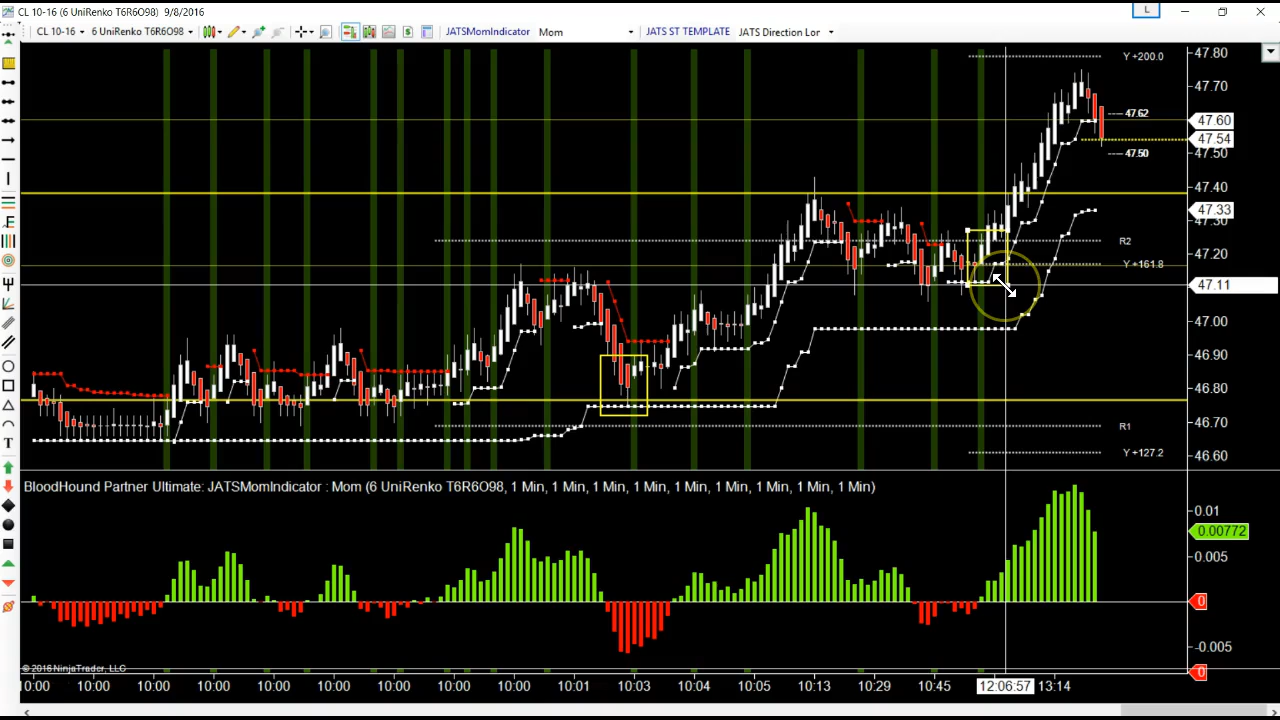 CL 10-16 (6 UniRenko T6R6O98) 9/8/2016
L
CL 10-16 6 UniRenko T6R6O98 JATSMomIndicator Mom JATS ST TEMPLATE JATS Direction Lor
Y +200.0
47.80
47.70
47.62
47.60
47.54
47.50
47.50
47.40
47.33
47.30
R2
47.20
Y +161.8
47.11
47.00
46.90
46.80
R1
46.70
Y +127.2
46.60
BloodHound Partner Ultimate: JATSMomIndicator : Mom (6 UniRenko T6R6O98, 1 Min, 1 Min, 1 Min, 1 Min, 1 Min, 1 Min, 1 Min, 1 Min)
0.01
0.00772
0.005
0
-0.005
© 2016 NinjaTrader, LLC
0
10:00 10:00 10:00 10:00 10:00 10:00 10:00 10:00 10:00 10:01 10:03 10:04 10:05 10:13 10:29 10:45 12:06:57 13:14
T